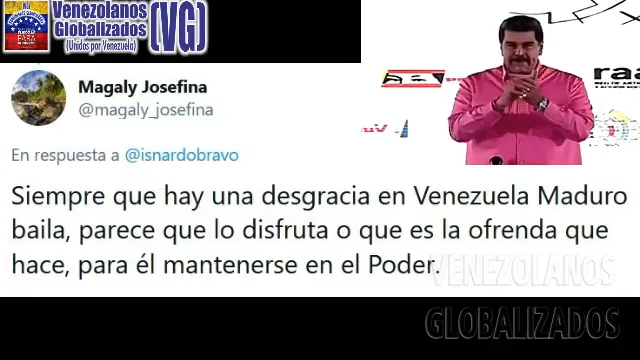 Venezolanos
Globalizados
(Unidos por Venezuela)
(VG)
Magaly Josefina
@magaly_josefina
En respuesta a @isnardobravo
Siempre que hay una desgracia en Venezuela Maduro
baila, parece que lo disfruta o que es la ofrenda que
hace, para él mantenerse en el Poder.
VENEZOLANOS
GLOBALIZADOS
raa